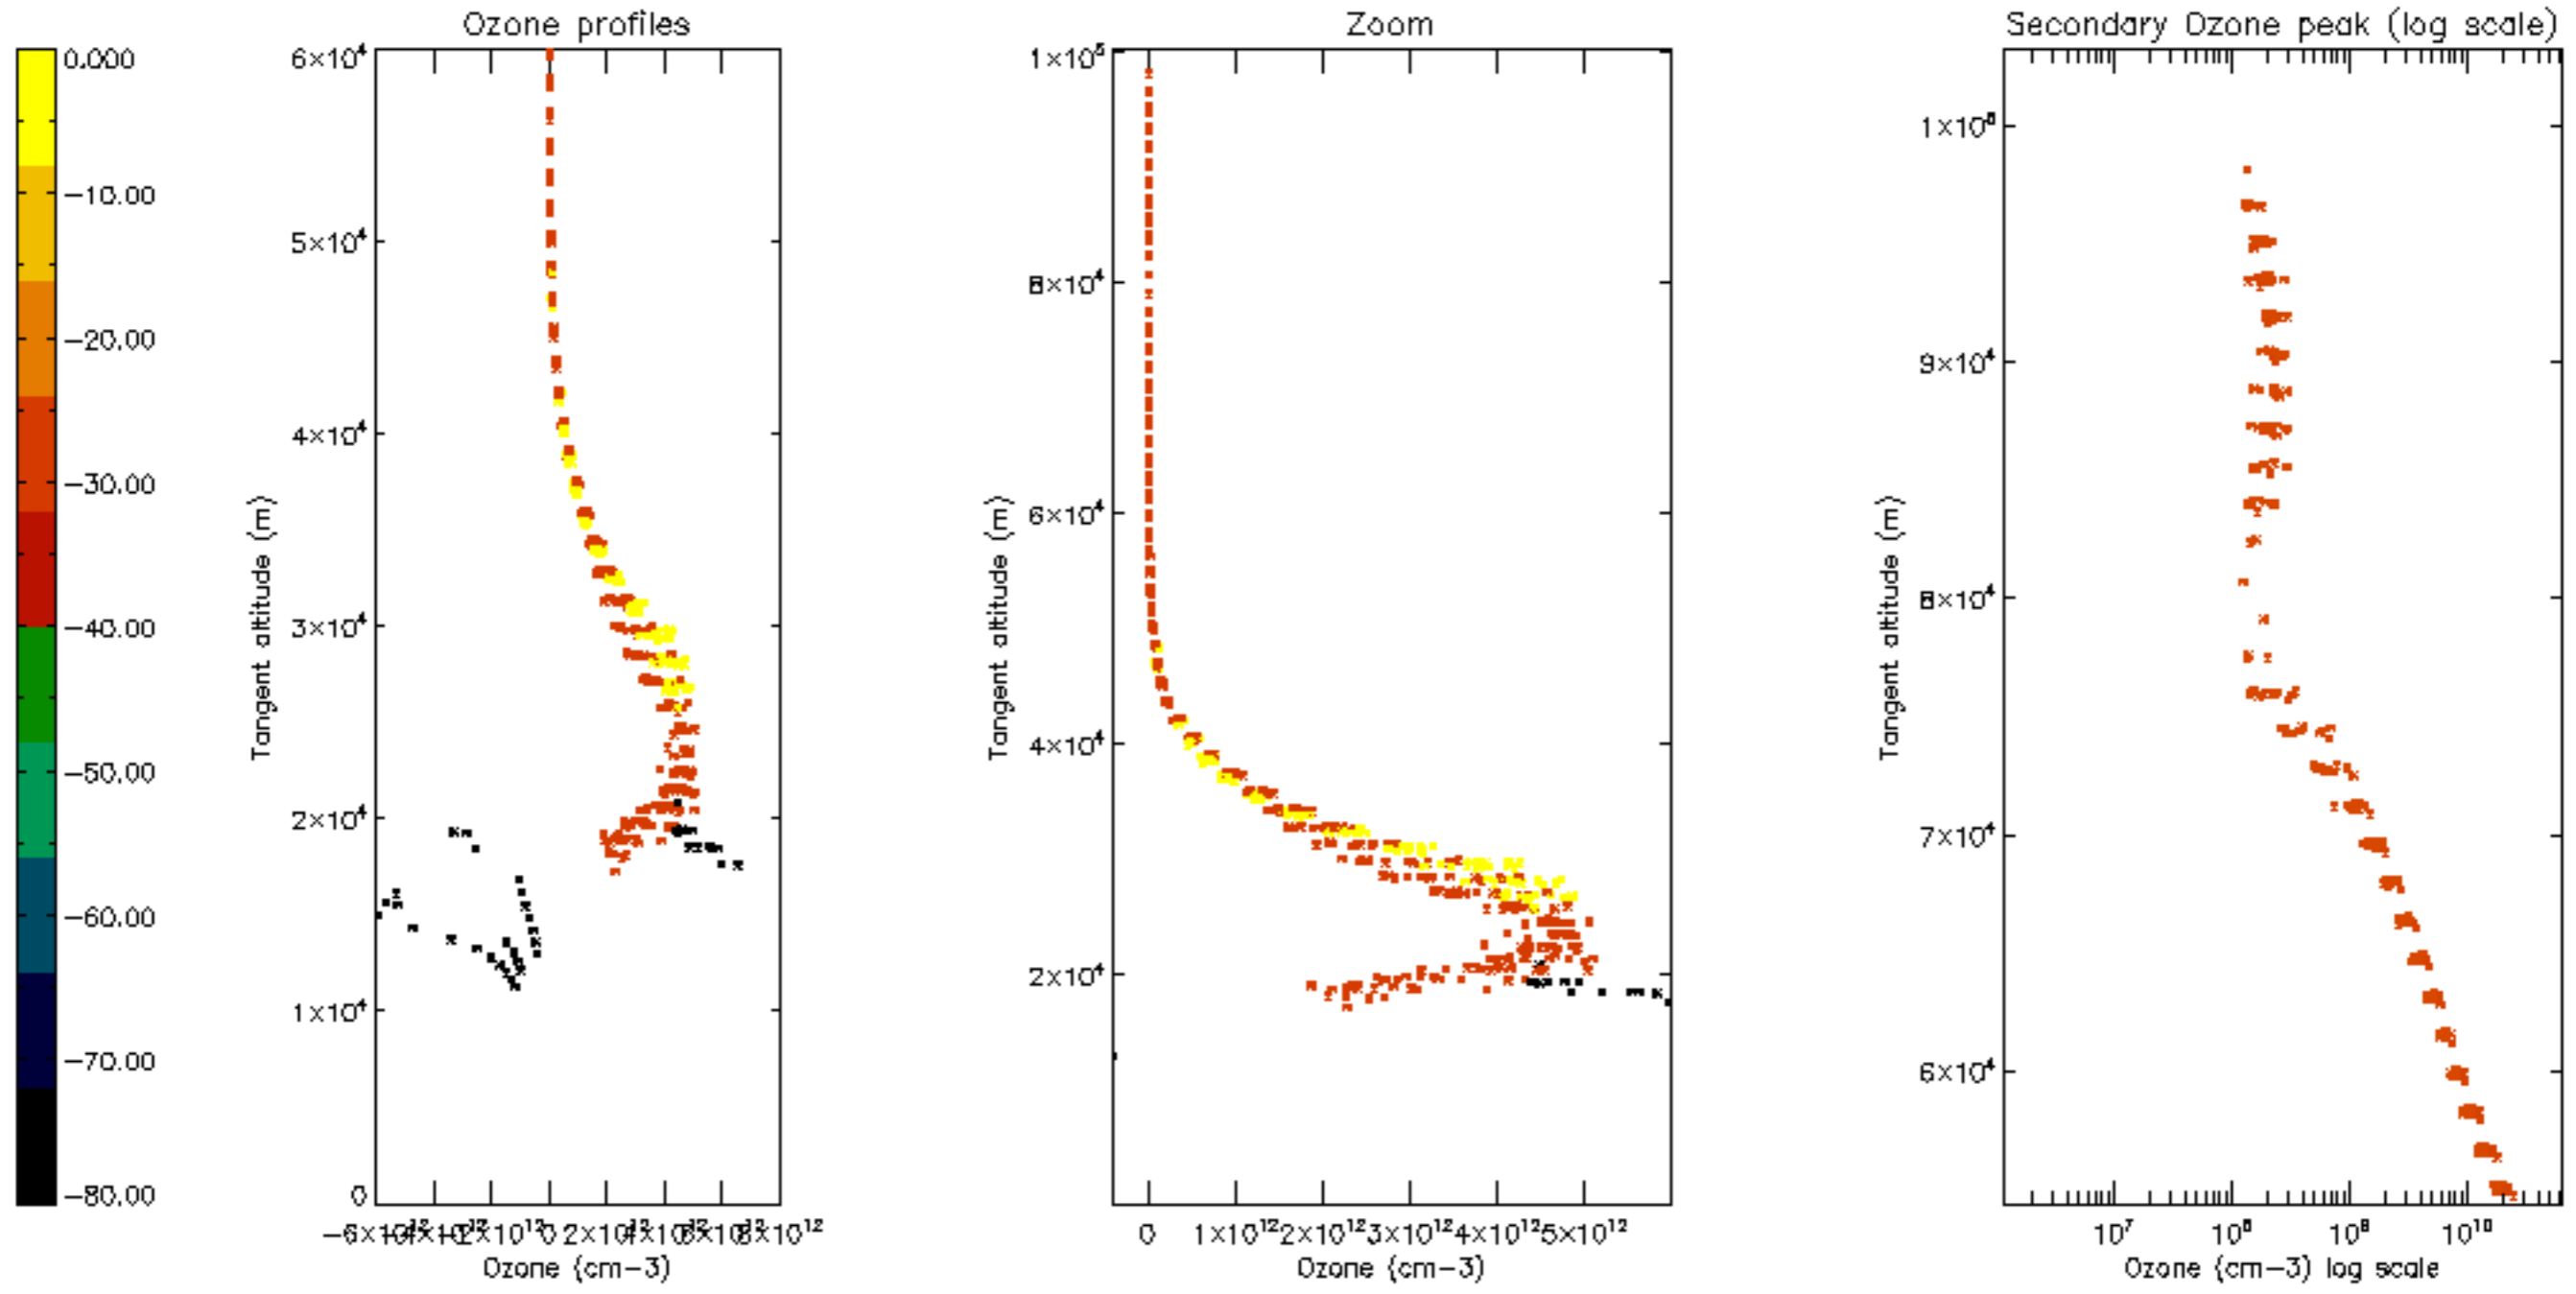 Ozone profiles
Zoom
Secondary Ozone peak (log scale)
0.000
−10.00
−20.00
−30.00
−40.00
−50.00
−60.00
−70.00
−80.00
6×10⁴
5×10⁴
4×10⁴
3×10⁴
2×10⁴
1×10⁴
0
Tangent altitude (m)
2×10¹²
8×10¹²
Ozone (cm−3)
1×10⁵
8×10⁴
6×10⁴
4×10⁴
2×10⁴
Tangent altitude (m)
0 1×10¹² 2×10¹² 3×10¹² 4×10¹² 5×10¹²
Ozone (cm−3)
1×10⁵
9×10⁴
8×10⁴
7×10⁴
6×10⁴
Tangent altitude (m)
10⁷ 10⁸ 10⁹ 10¹⁰
Ozone (cm−3) log scale